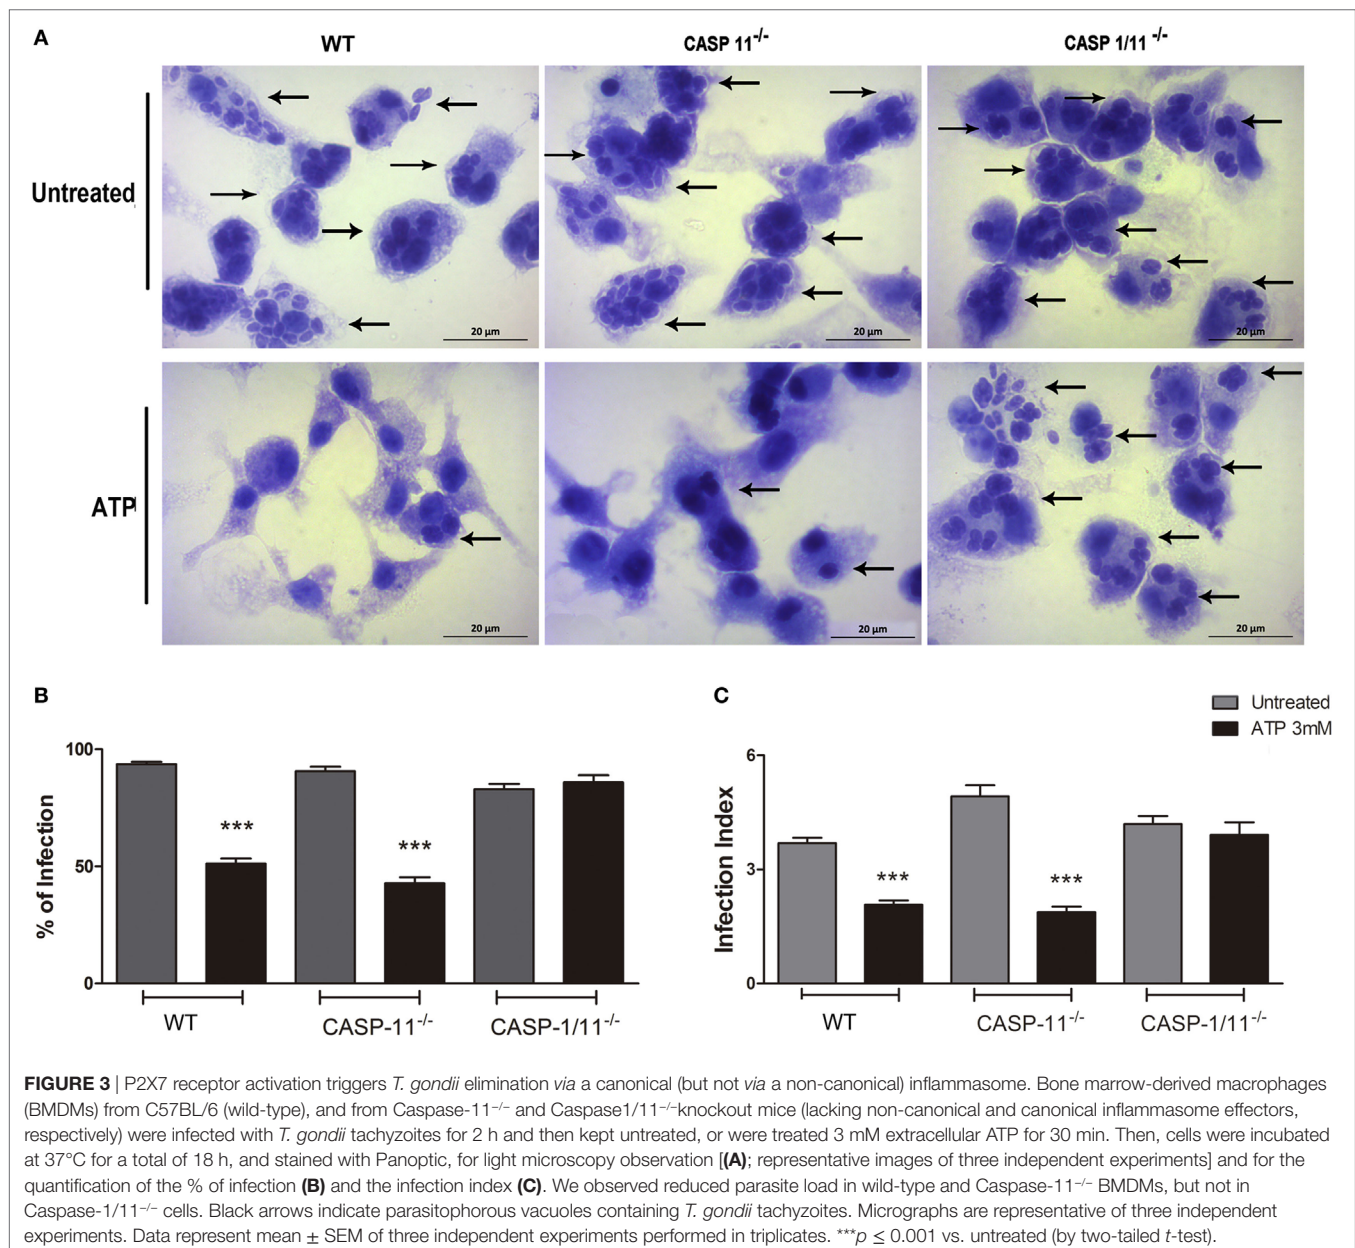 A
WT
CASP 11-/-
CASP 1/11 -/-
Untreated
20 µm
20 µm
20 µm
ATP
20 µm
20 µm
20 µm
B
C
Untreated
ATP 3mM
% of Infection
100
50
0
***
***
WT
CASP-11-/-
CASP-1/11-/-
Infection Index
6
3
0
***
***
WT
CASP-11-/-
CASP-1/11-/-
FIGURE 3 | P2X7 receptor activation triggers T. gondii elimination via a canonical (but not via a non-canonical) inflammasome. Bone marrow-derived macrophages
(BMDMs) from C57BL/6 (wild-type), and from Caspase-11−/− and Caspase1/11−/−knockout mice (lacking non-canonical and canonical inflammasome effectors,
respectively) were infected with T. gondii tachyzoites for 2 h and then kept untreated, or were treated 3 mM extracellular ATP for 30 min. Then, cells were incubated
at 37°C for a total of 18 h, and stained with Panoptic, for light microscopy observation [(A); representative images of three independent experiments] and for the
quantification of the % of infection (B) and the infection index (C). We observed reduced parasite load in wild-type and Caspase-11−/− BMDMs, but not in
Caspase-1/11−/− cells. Black arrows indicate parasitophorous vacuoles containing T. gondii tachyzoites. Micrographs are representative of three independent
experiments. Data represent mean ± SEM of three independent experiments performed in triplicates. ***p ≤ 0.001 vs. untreated (by two-tailed t-test).